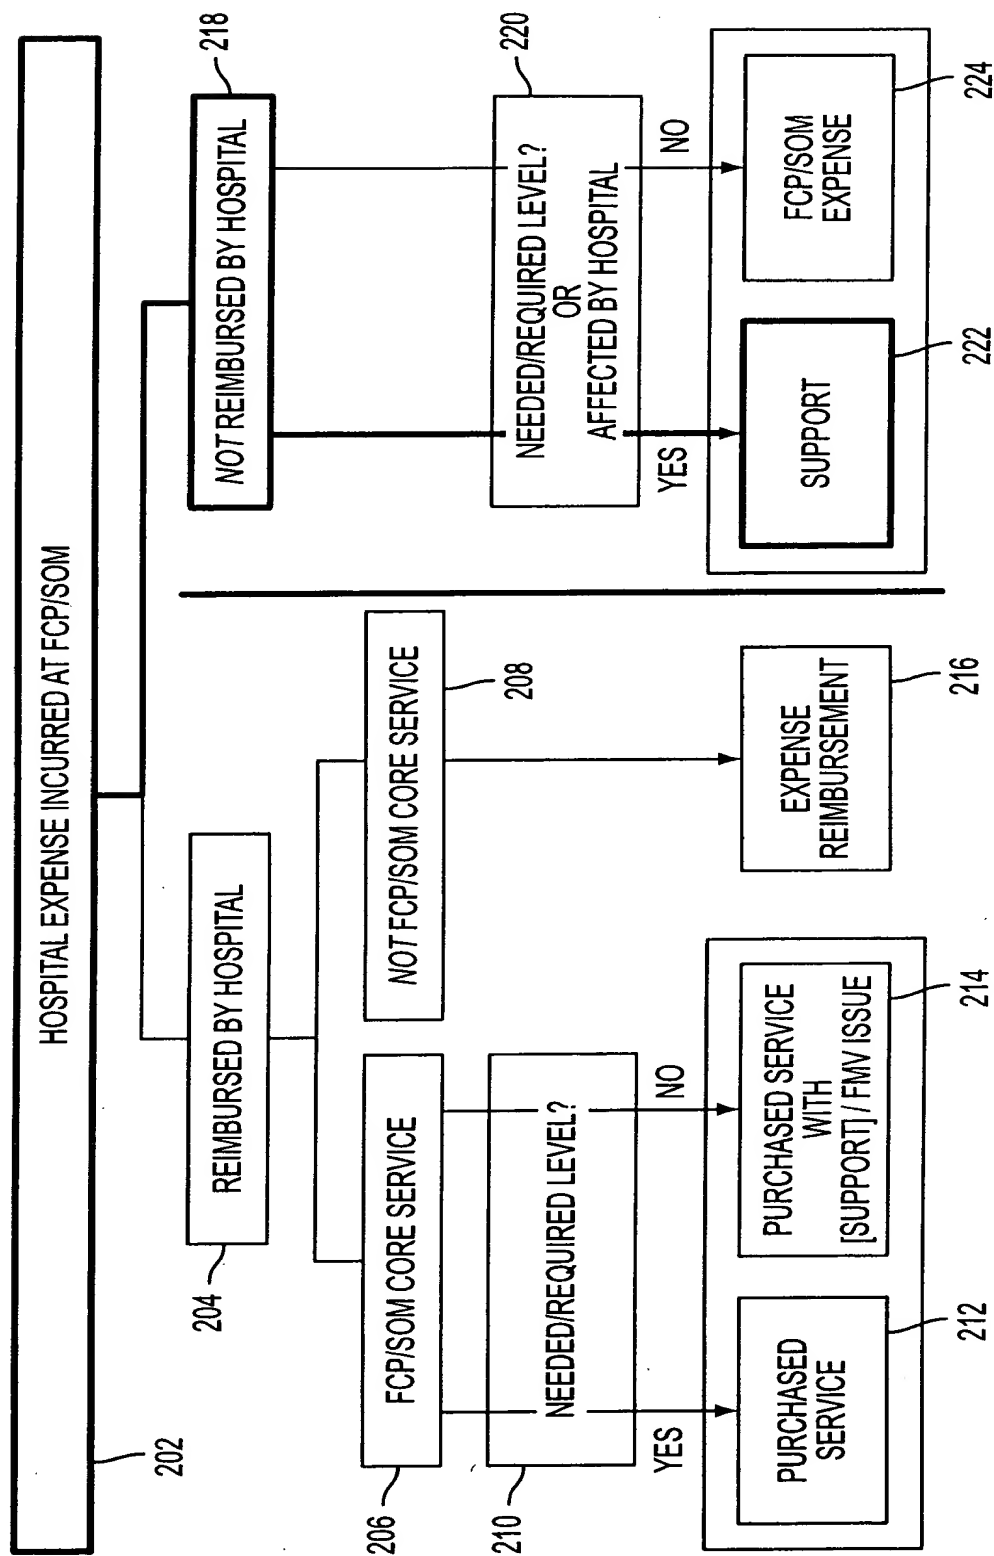 HOSPITAL EXPENSE INCURRED AT FCP/SOM
202
REIMBURSED BY HOSPITAL
204
NOT REIMBURSED BY HOSPITAL
218
FCP/SOM CORE SERVICE
206
NOT FCP/SOM CORE SERVICE
208
NEEDED/REQUIRED LEVEL?
210
NEEDED/REQUIRED LEVEL?
OR
AFFECTED BY HOSPITAL
220
YES
NO
YES
NO
PURCHASED
SERVICE
212
PURCHASED SERVICE
WITH
[SUPPORT] / FMV ISSUE
214
EXPENSE
REIMBURSEMENT
216
SUPPORT
222
FCP/SOM
EXPENSE
224